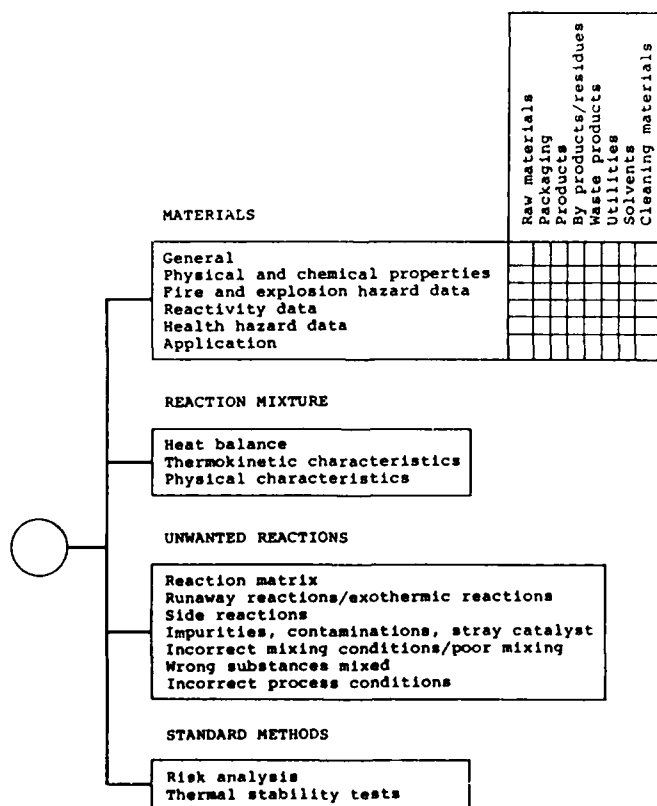 Raw materials
Packaging
Products
By products/residues
Waste products
Utilities
Solvents
Cleaning materials
MATERIALS
General
Physical and chemical properties
Fire and explosion hazard data
Reactivity data
Health hazard data
Application
REACTION MIXTURE
Heat balance
Thermokinetic characteristics
Physical characteristics
UNWANTED REACTIONS
Reaction matrix
Runaway reactions/exothermic reactions
Side reactions
Impurities, contaminations, stray catalyst
Incorrect mixing conditions/poor mixing
Wrong substances mixed
Incorrect process conditions
STANDARD METHODS
Risk analysis
Thermal stability tests